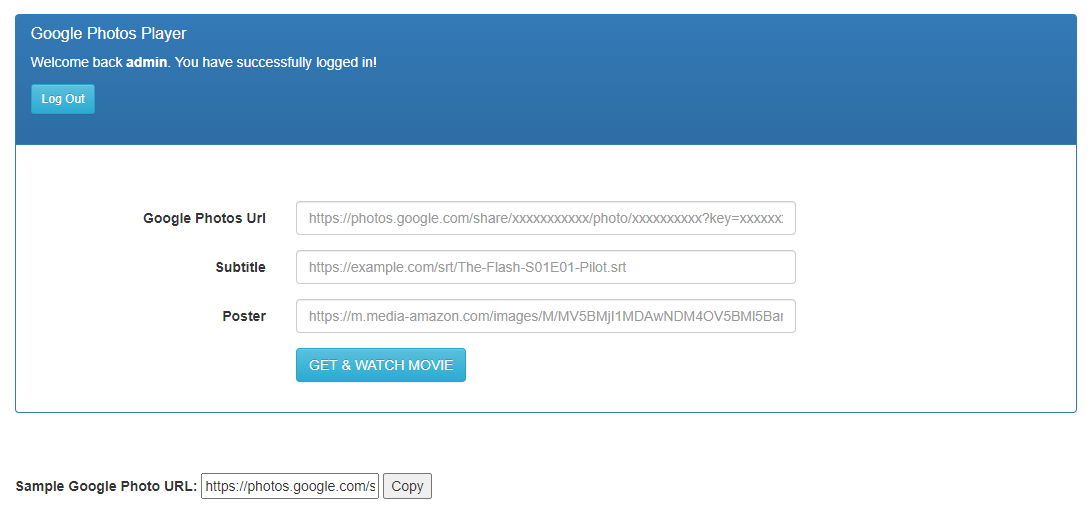 Google Photos Player
Welcome back admin. You have successfully logged in!
Log Out
Google Photos Url https://photos.google.com/share/xxxxxxxxxxx/photo/xxxxxxxxxx?key=xxxxxx
Subtitle https://example.com/srt/The-Flash-S01E01-Pilot.srt
Poster https://m.media-amazon.com/images/M/MV5BMjI1MDAwNDM4OV5BMl5Ba
GET & WATCH MOVIE
Sample Google Photo URL: https://photos.google.com/s Copy